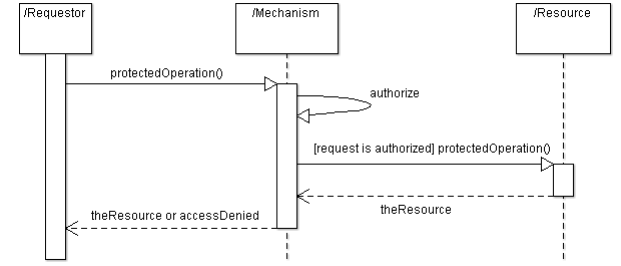 /Requestor
/Mechanism
/Resource
protectedOperation()
authorize
[request is authorized] protectedOperation()
theResource
theResource or accessDenied